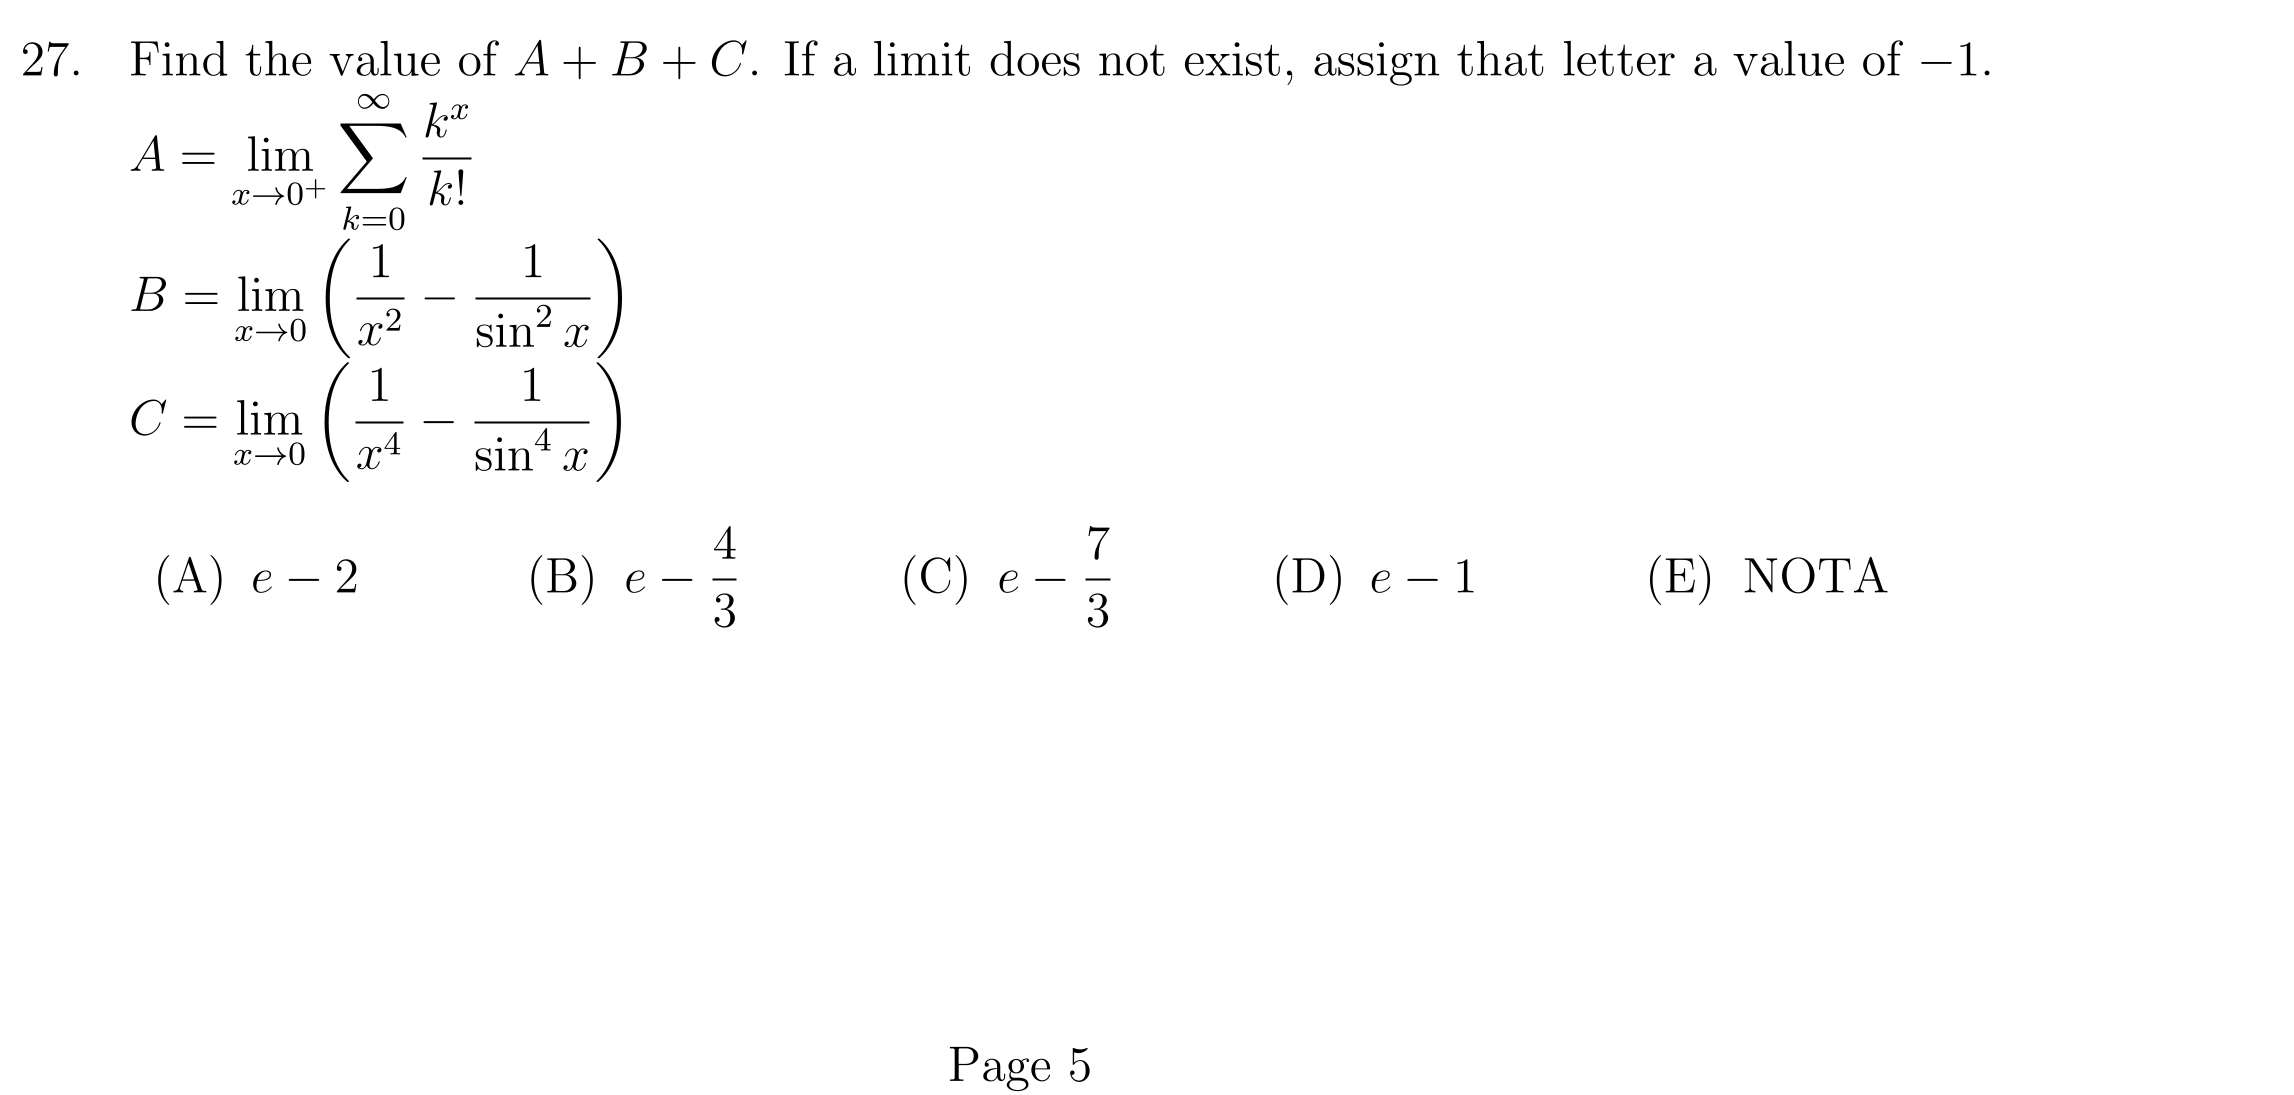 27. Find the value of $A + B + C$. If a limit does not exist, assign that letter a value of $-1$.
$A = \lim_{x \to 0^+} \sum_{k=0}^{\infty} \frac{k^x}{k!}$
$B = \lim_{x \to 0} \left( \frac{1}{x^2} - \frac{1}{\sin^2 x} \right)$
$C = \lim_{x \to 0} \left( \frac{1}{x^4} - \frac{1}{\sin^4 x} \right)$
(A) $e - 2$ (B) $e - \frac{4}{3}$ (C) $e - \frac{7}{3}$ (D) $e - 1$ (E) NOTA
Page 5